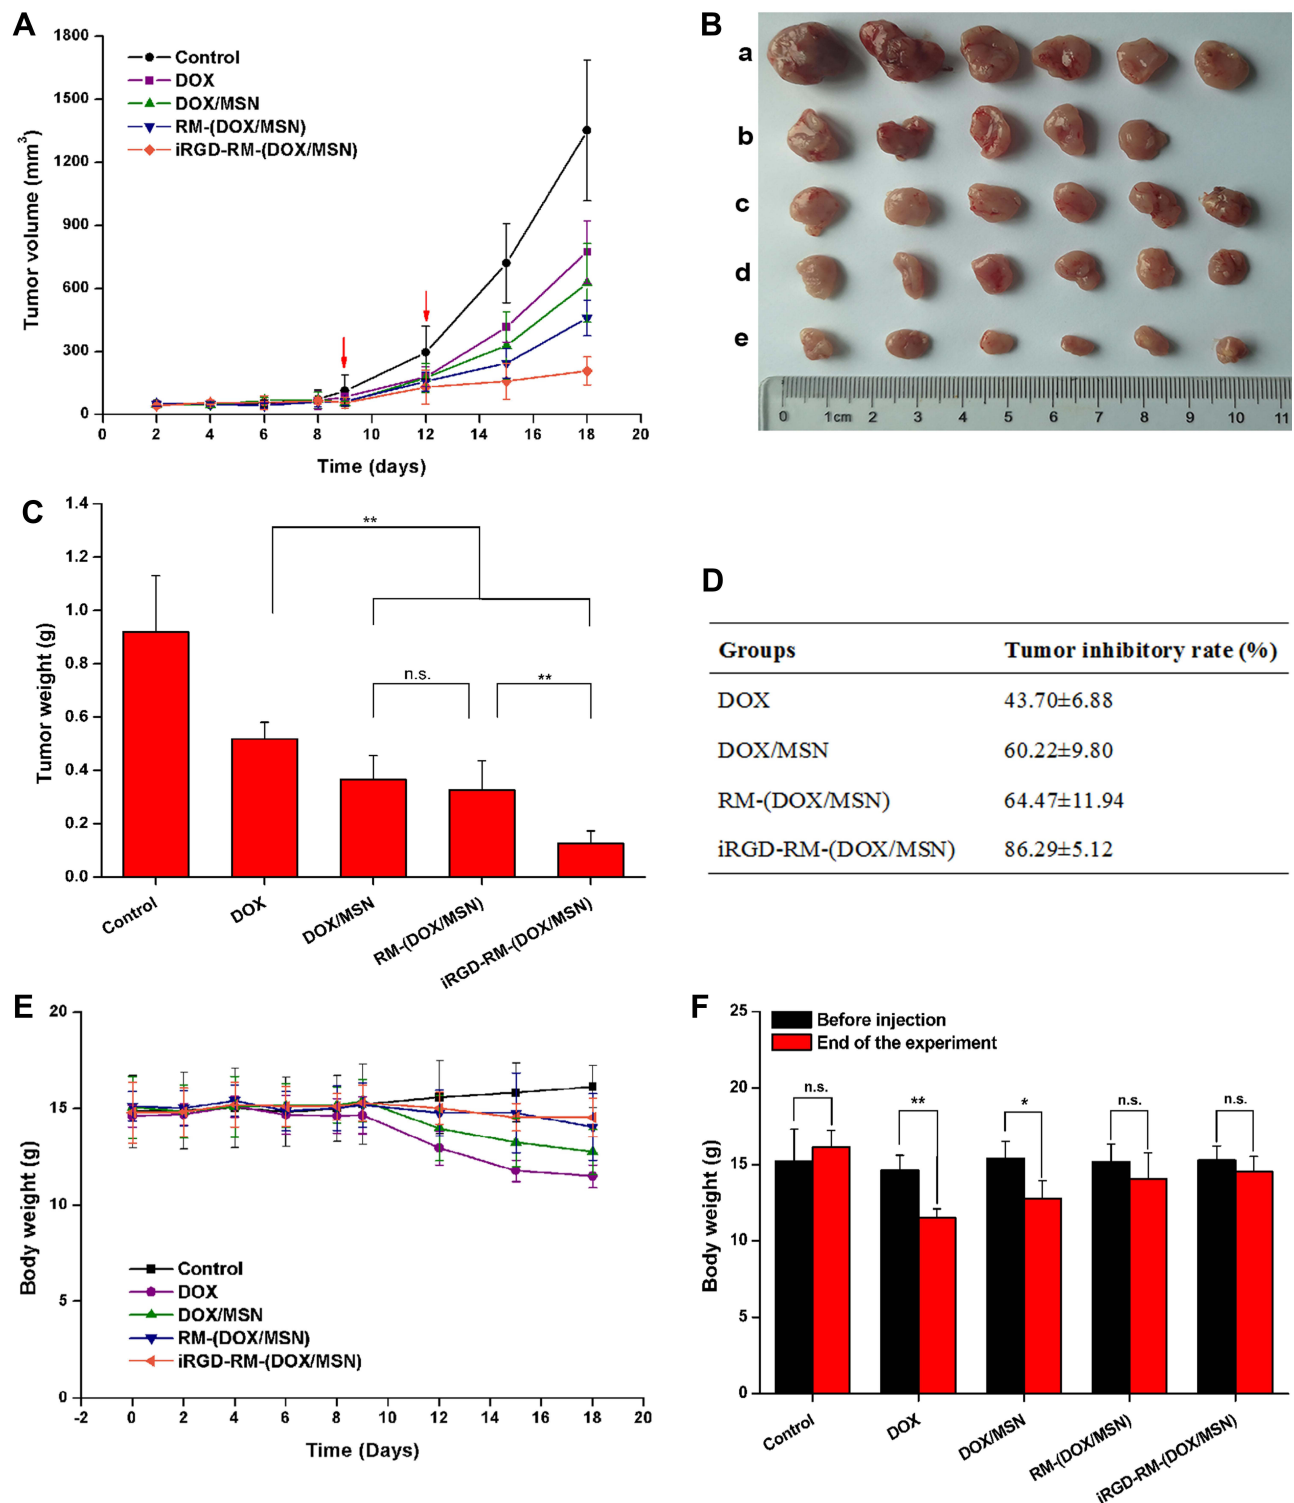 A
1800
1500
1200
900
600
300
0
Tumor volume (mm³)
Control
DOX
DOX/MSN
RM-(DOX/MSN)
iRGD-RM-(DOX/MSN)
0 2 4 6 8 10 12 14 16 18 20
Time (days)
B
a
b
c
d
e
0 1cm 2 3 4 5 6 7 8 9 10 11
C
1.4
1.2
1.0
0.8
0.6
0.4
0.2
0.0
Tumor weight (g)
**
n.s.
**
Control
DOX
DOX/MSN
RM-(DOX/MSN)
iRGD-RM-(DOX/MSN)
D
Groups Tumor inhibitory rate (%)
DOX 43.70±6.88
DOX/MSN 60.22±9.80
RM-(DOX/MSN) 64.47±11.94
iRGD-RM-(DOX/MSN) 86.29±5.12
E
20
15
10
5
0
Body weight (g)
Control
DOX
DOX/MSN
RM-(DOX/MSN)
iRGD-RM-(DOX/MSN)
-2 0 2 4 6 8 10 12 14 16 18 20
Time (Days)
F
25
20
15
10
5
0
Body weight (g)
Before injection
End of the experiment
n.s.
**
*
n.s.
n.s.
Control
DOX
DOX/MSN
RM-(DOX/MSN)
iRGD-RM-(DOX/MSN)